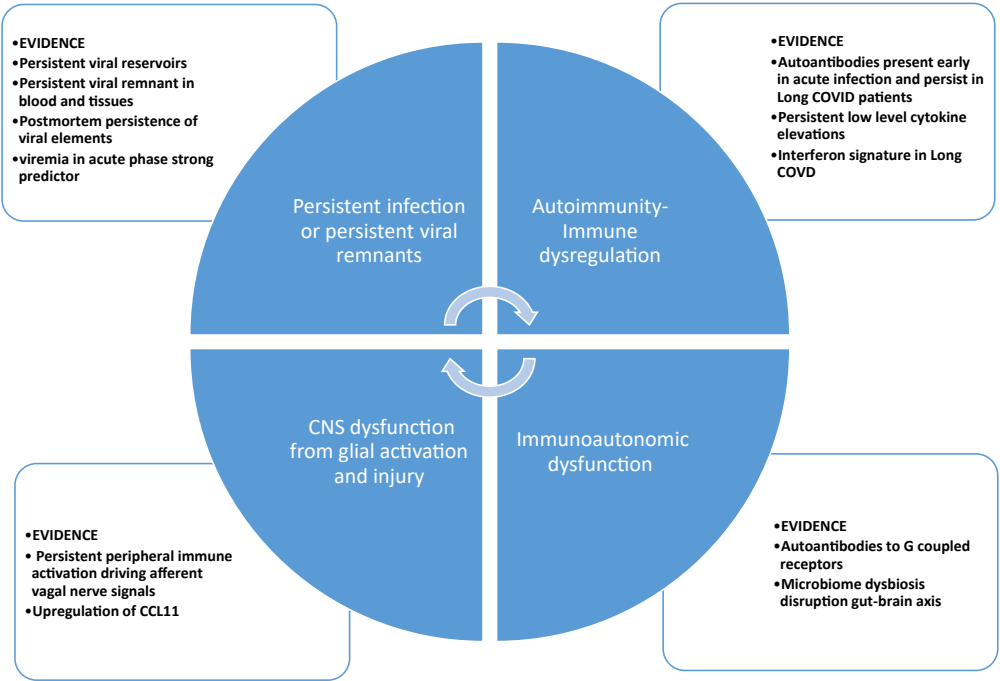 •EVIDENCE
•Persistent viral reservoirs
•Persistent viral remnant in
blood and tissues
•Postmortem persistence of
viral elements
•viremia in acute phase strong
predictor
•EVIDENCE
•Autoantibodies present early
in acute infection and persist in
Long COVID patients
•Persistent low level cytokine
elevations
•Interferon signature in Long
COVD
Persistent infection
or persistent viral
remnants
Autoimmunity-
Immune
dysregulation
CNS dysfunction
from glial activation
and injury
Immunoautonomic
dysfunction
•EVIDENCE
• Persistent peripheral immune
activation driving afferent
vagal nerve signals
•Upregulation of CCL11
•EVIDENCE
•Autoantibodies to G coupled
receptors
•Microbiome dysbiosis
disruption gut-brain axis